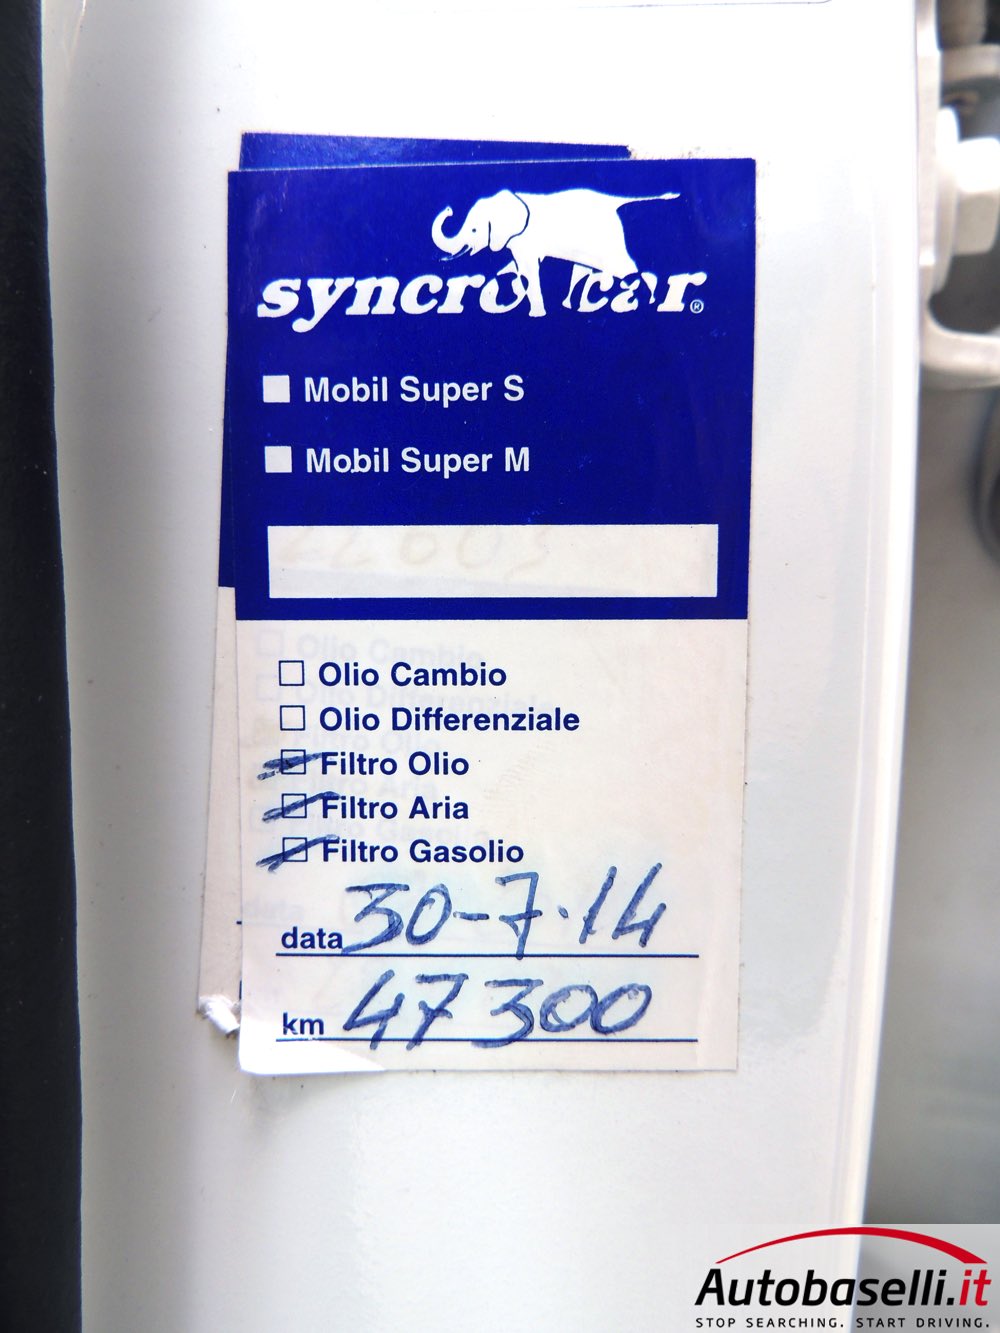 syncro car®
Mobil Super S
Mobil Super M
Olio Cambio
Olio Differenziale
Filtro Olio
Filtro Aria
Filtro Gasolio
data 30-7-14
km 47300
Autobaselli.it
STOP SEARCHING. START DRIVING.